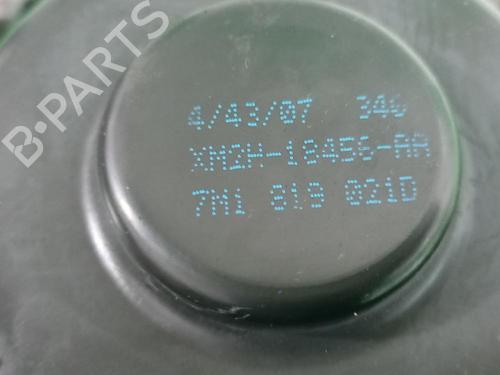 B-PARTS
4/43/07 346
XM2H-18456-AA
7M1 819 021D